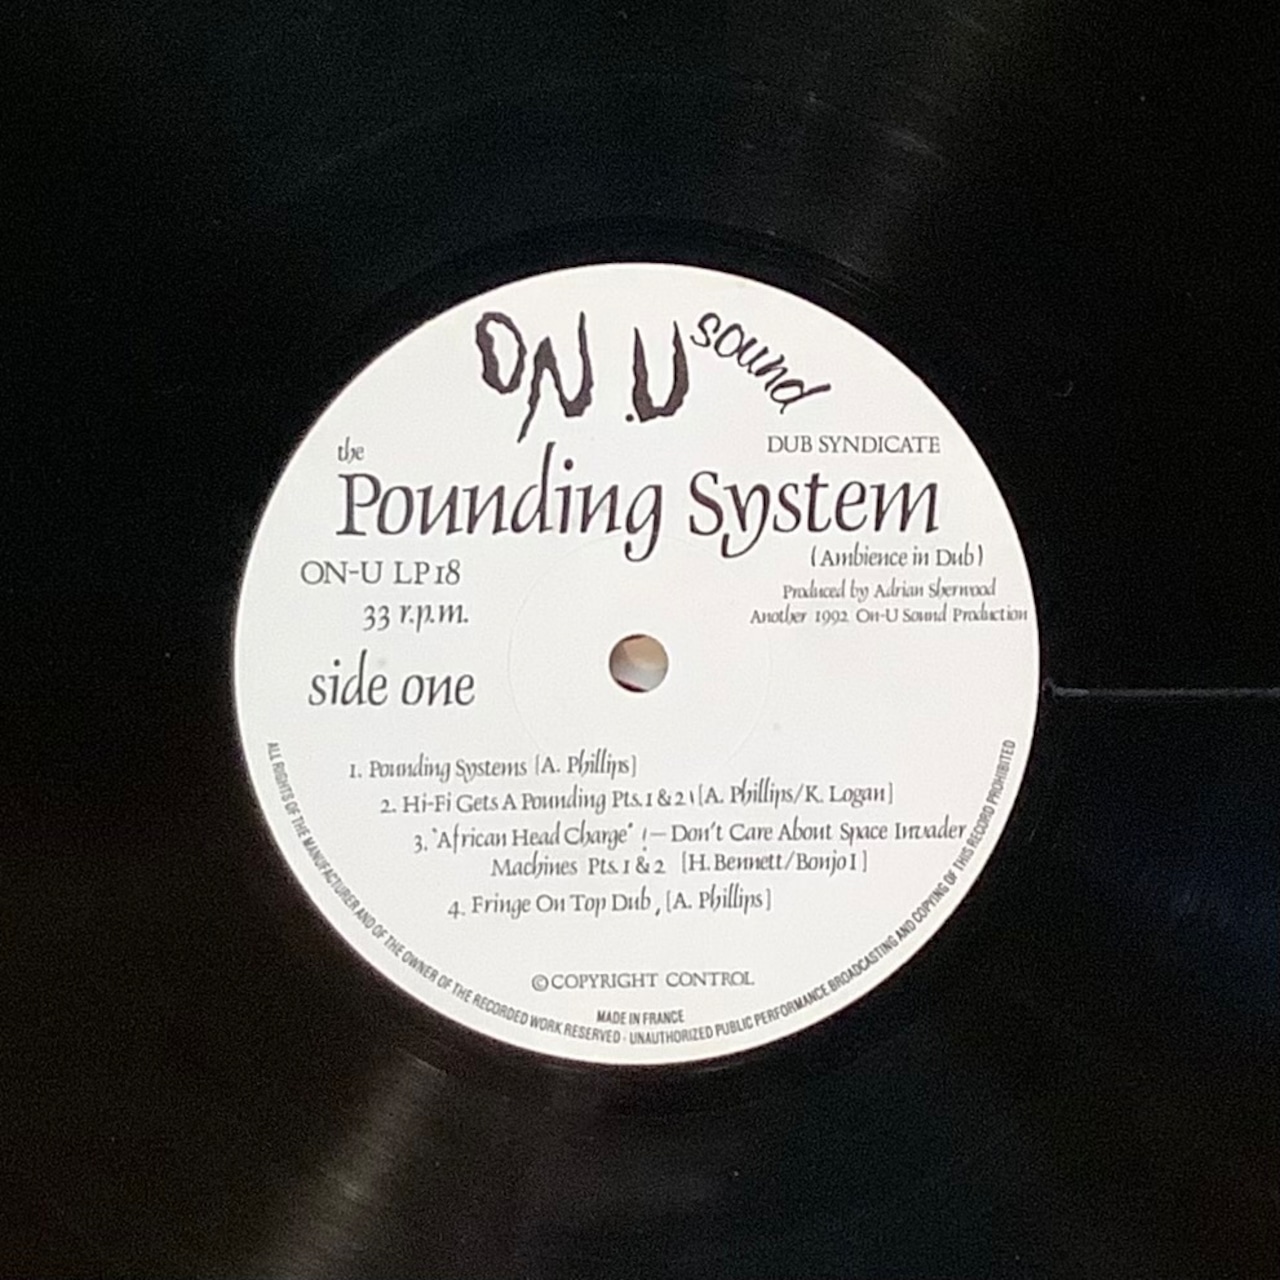 ON.U sound
DUB SYNDICATE
the
Pounding System
(Ambience in Dub)
ON-U LP18
Produced by Adrian Sherwood
33 r.p.m.
Another 1992 On-U Sound Production
side one
1. Pounding Systems [A. Phillips]
2. Hi-Fi Gets A Pounding Pts. 1 & 2 \ [A. Phillips/K. Logan]
3. 'African Head Charge' ! — Don't Care About Space Invader
Machines Pts. 1 & 2 [H. Bennett/Bonjo I]
4. Fringe On Top Dub , [A. Phillips]
© COPYRIGHT CONTROL
MADE IN FRANCE
ALL RIGHTS OF THE MANUFACTURER AND OF THE OWNER OF THE RECORDED WORK RESERVED · UNAUTHORIZED PUBLIC PERFORMANCE BROADCASTING AND COPYING OF THIS RECORD PROHIBITED